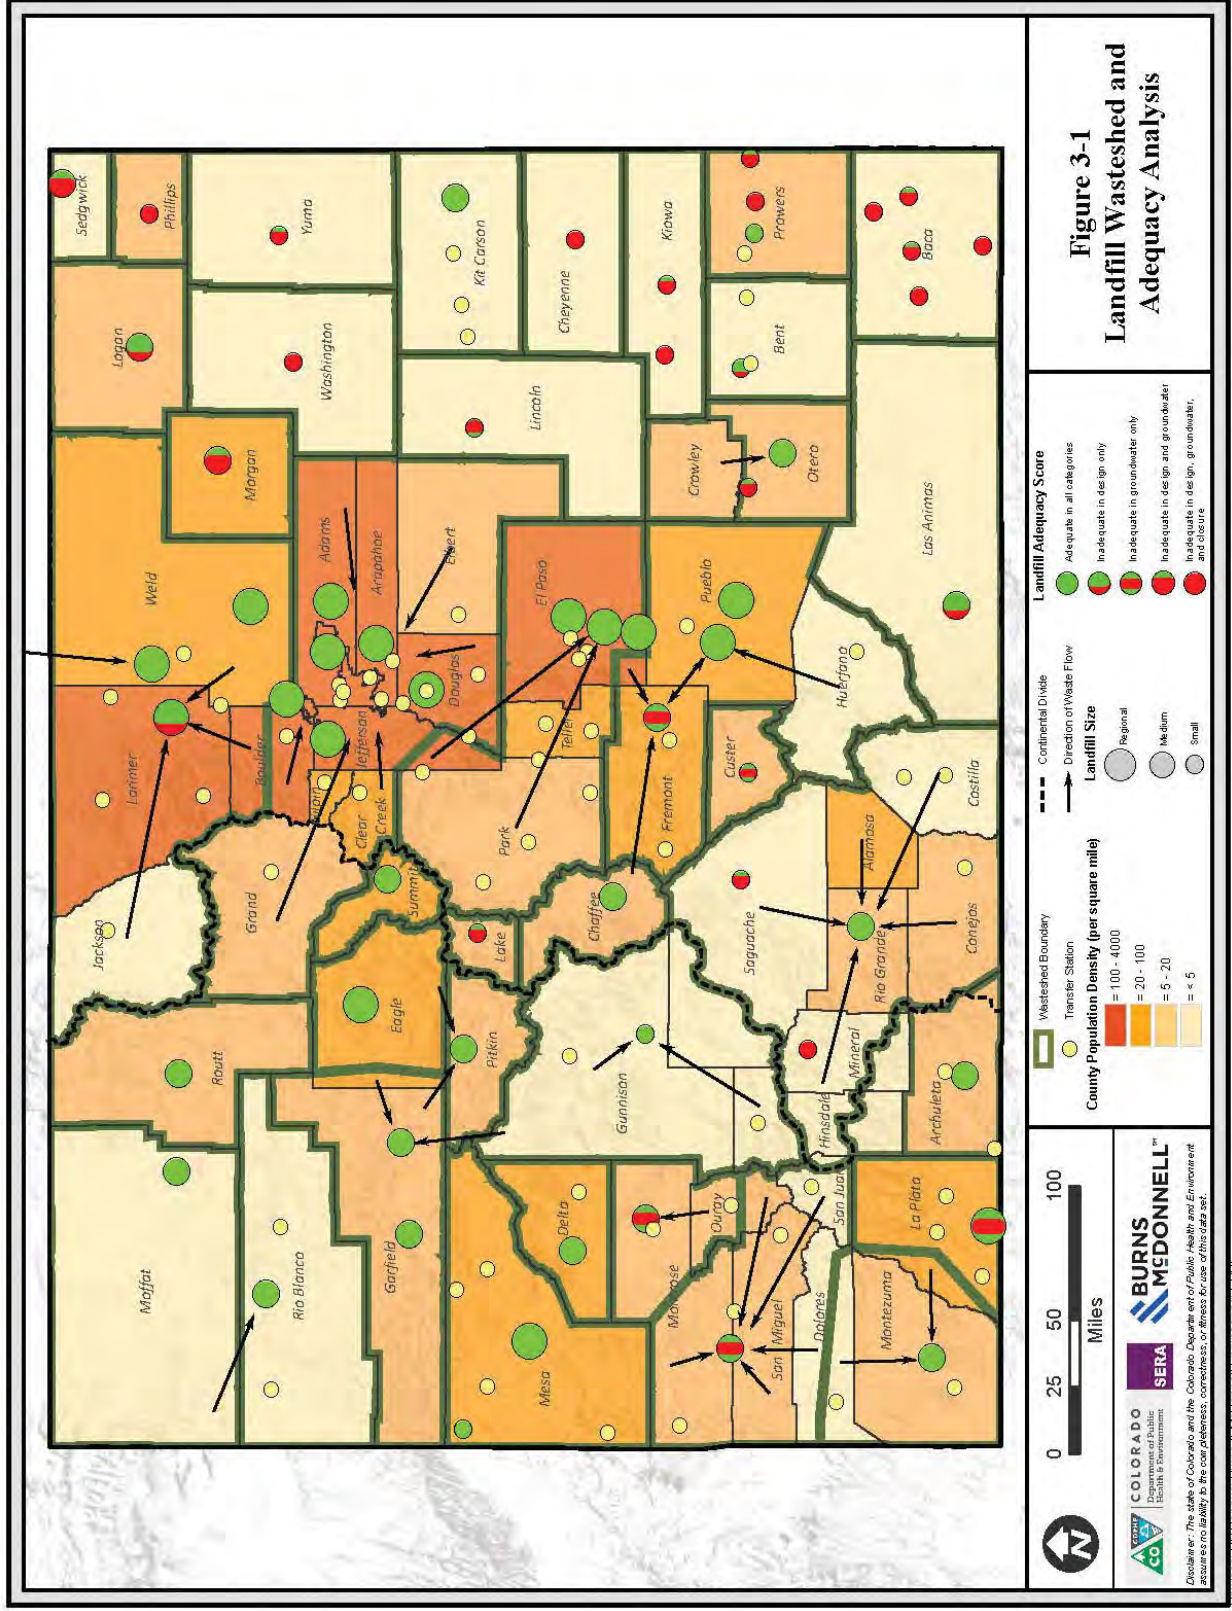 Moffat
Routt
Jackson
Larimer
Weld
Logan
Sedgwick
Phillips
Morgan
Washington
Yuma
Rio Blanco
Grand
Boulder
Adams
Garfield
Eagle
Summit
Clear
Creek
Jefferson
Arapahoe
Kit Carson
Pitkin
Lake
Park
Douglas
Elbert
Lincoln
Cheyenne
Mesa
Delta
Gunnison
Chaffee
Teller
El Paso
Kiowa
Fremont
Pueblo
Crowley
Custer
Saguache
Ouray
San Miguel
Hinsdale
San Juan
Dolores
Montezuma
La Plata
Archuleta
Mineral
Rio Grande
Alamosa
Conejos
Costilla
Huerfano
Las Animas
Otero
Bent
Prowers
Baca
N
0 25 50 100
Miles
CDPHE
CO
COLORADO
Department of Public
Health & Environment
SERA
BURNS
MCDONNELL℠
Disclaimer: The state of Colorado and the Colorado Department of Public Health and Environment
assumes no liability to the completeness, correctness, or fitness for use of this data set.
Wasteshed Boundary
Transfer Station
County Population Density (per square mile)
= 100 - 4000
= 20 - 100
= 5 - 20
= < 5
Continental Divide
Direction of Waste Flow
Landfill Size
Regional
Medium
Small
Landfill Adequacy Score
Adequate in all categories
Inadequate in design only
Inadequate in groundwater only
Inadequate in design and groundwater
Inadequate in design, groundwater,
and closure
Figure 3-1
Landfill Wasteshed and
Adequacy Analysis